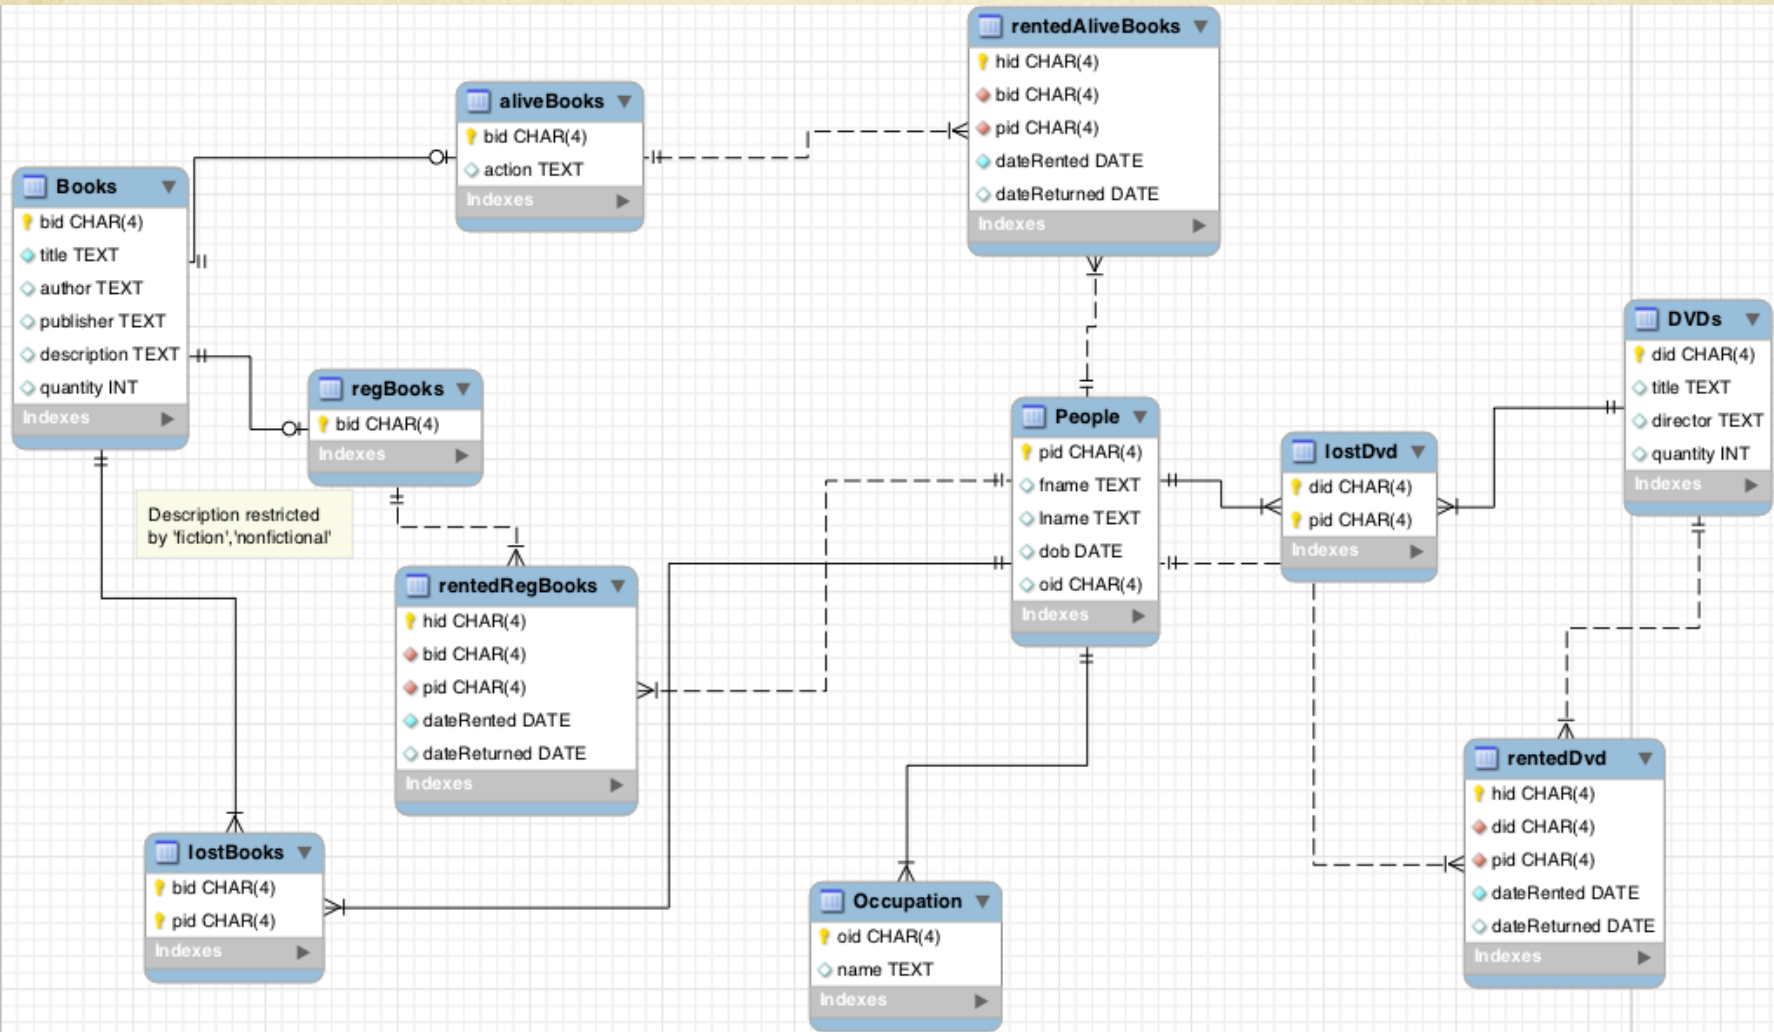 rentedAliveBooks
hid CHAR(4)
bid CHAR(4)
pid CHAR(4)
dateRented DATE
dateReturned DATE
Indexes
aliveBooks
bid CHAR(4)
action TEXT
Indexes
Books
bid CHAR(4)
title TEXT
author TEXT
publisher TEXT
description TEXT
quantity INT
Indexes
regBooks
bid CHAR(4)
Indexes
Description restricted
by 'fiction','nonfictional'
rentedRegBooks
hid CHAR(4)
bid CHAR(4)
pid CHAR(4)
dateRented DATE
dateReturned DATE
Indexes
People
pid CHAR(4)
fname TEXT
lname TEXT
dob DATE
oid CHAR(4)
Indexes
lostDvd
did CHAR(4)
pid CHAR(4)
Indexes
DVDs
did CHAR(4)
title TEXT
director TEXT
quantity INT
Indexes
lostBooks
bid CHAR(4)
pid CHAR(4)
Indexes
Occupation
oid CHAR(4)
name TEXT
Indexes
rentedDvd
hid CHAR(4)
did CHAR(4)
pid CHAR(4)
dateRented DATE
dateReturned DATE
Indexes